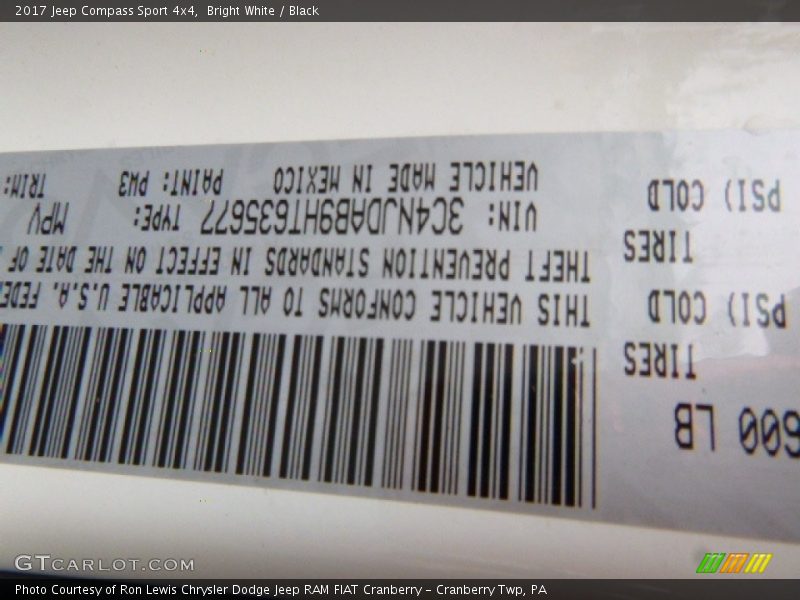 2017 Jeep Compass Sport 4x4,  Bright White / Black
600 LB
TIRES
PSI) COLD
TIRES
PSI) COLD
THIS VEHICLE CONFORMS TO ALL APPLICABLE U.S.A.
THEFT PREVENTION STANDARDS IN EFFECT ON THE DATE OF
VIN: 3C4NJDAB9HT635677 TYPE: MPV
VEHICLE MADE IN MEXICO PAINT: PW3 TRIM:
GTCARLOT.COM
Photo Courtesy of Ron Lewis Chrysler Dodge Jeep RAM FIAT Cranberry – Cranberry Twp, PA